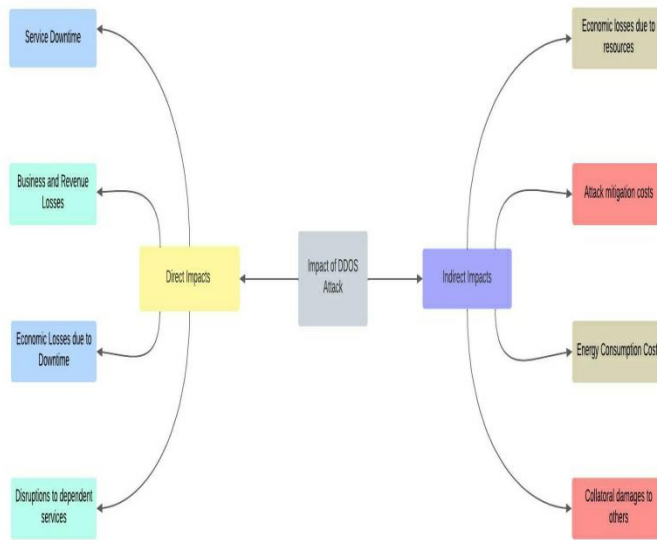 Service Downtime
Business and Revenue
Losses
Direct Impacts
Economic Losses due to
Downtime
Disruptions to dependent
services
Impact of DDOS
Attack
Economic losses due to
resources
Attack mitigation costs
Indirect Impacts
Energy Consumption Cost
Collatoral damages to
others